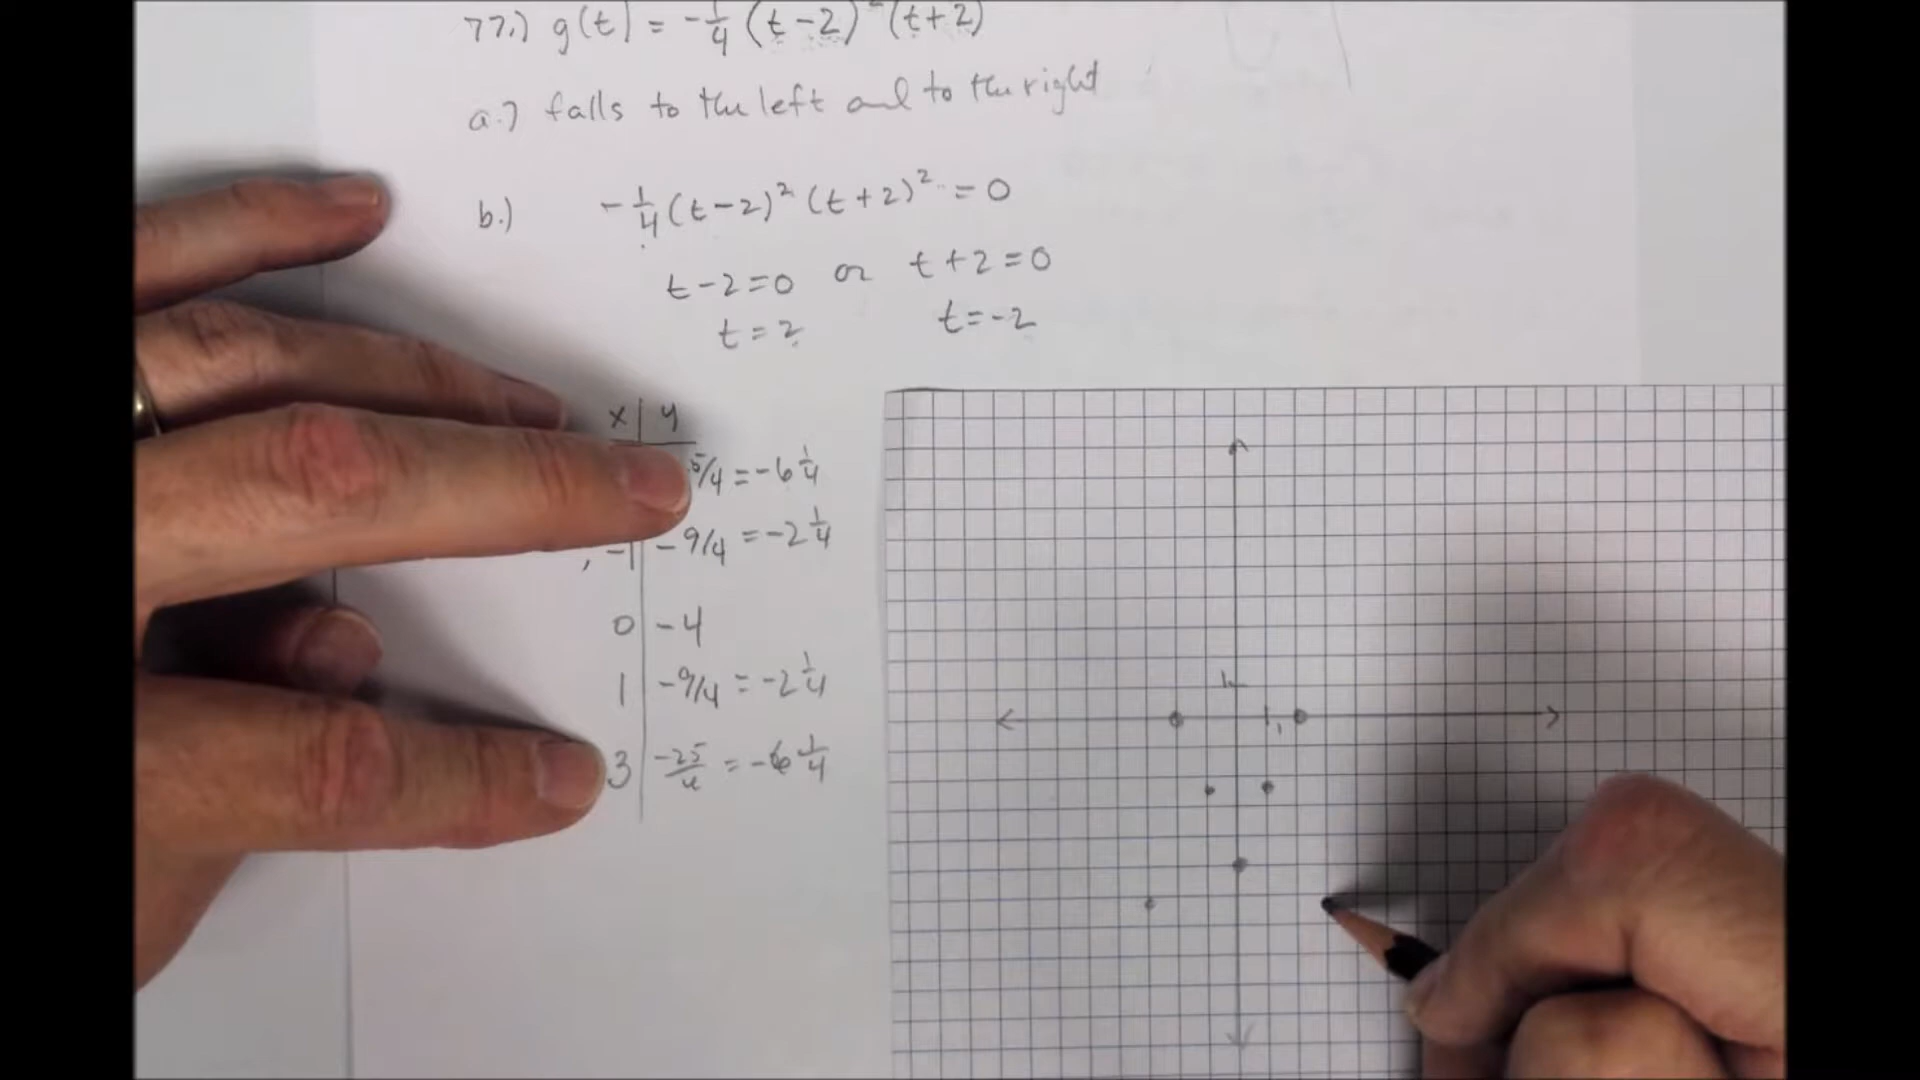 77.) g(t) = -1/4 (t-2)² (t+2)
a.) falls to the left and to the right
b.) -1/4 (t-2)² (t+2)² = 0
t-2=0 or t+2=0
t=2 t=-2
x | y
5/4 = -6 1/4
-1 | -9/4 = -2 1/4
0 | -4
1 | -9/4 = -2 1/4
3 | -25/4 = -6 1/4
1
1